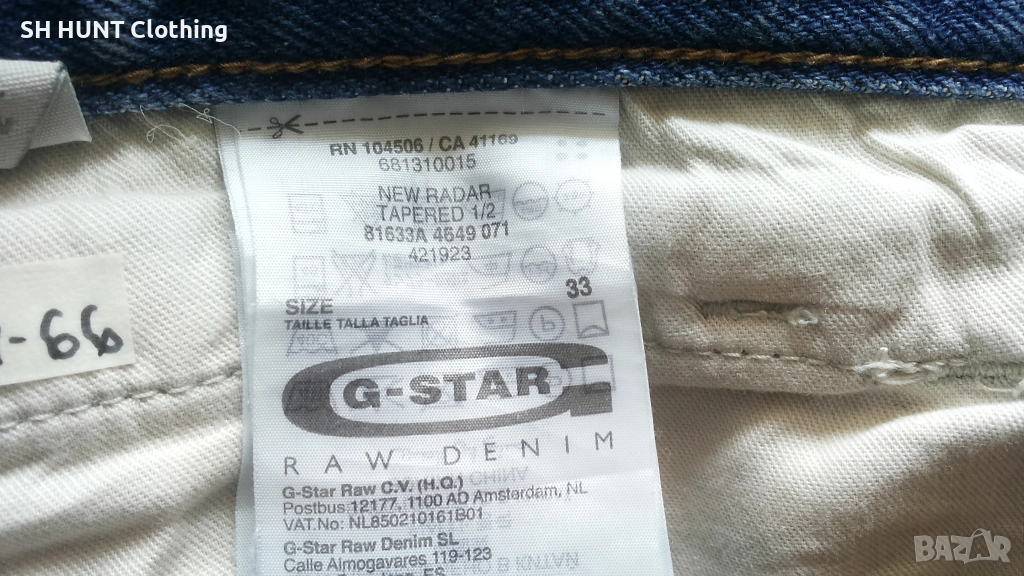 SH HUNT Clothing
RN 104506 / CA 41169
681310015
NEW RADAR
TAPERED 1/2
81633A 4649 071
421923
33
SIZE
TAILLE TALLA TAGLIA
-66
G-STAR
RAW DENIM
CHINA
G-Star Raw C.V. (H.Q.)
Postbus 12177, 1100 AD Amsterdam, NL
VAT.No: NL850210161B01
G-Star Raw Denim SL
Calle Almogavares 119-123
BAZAR